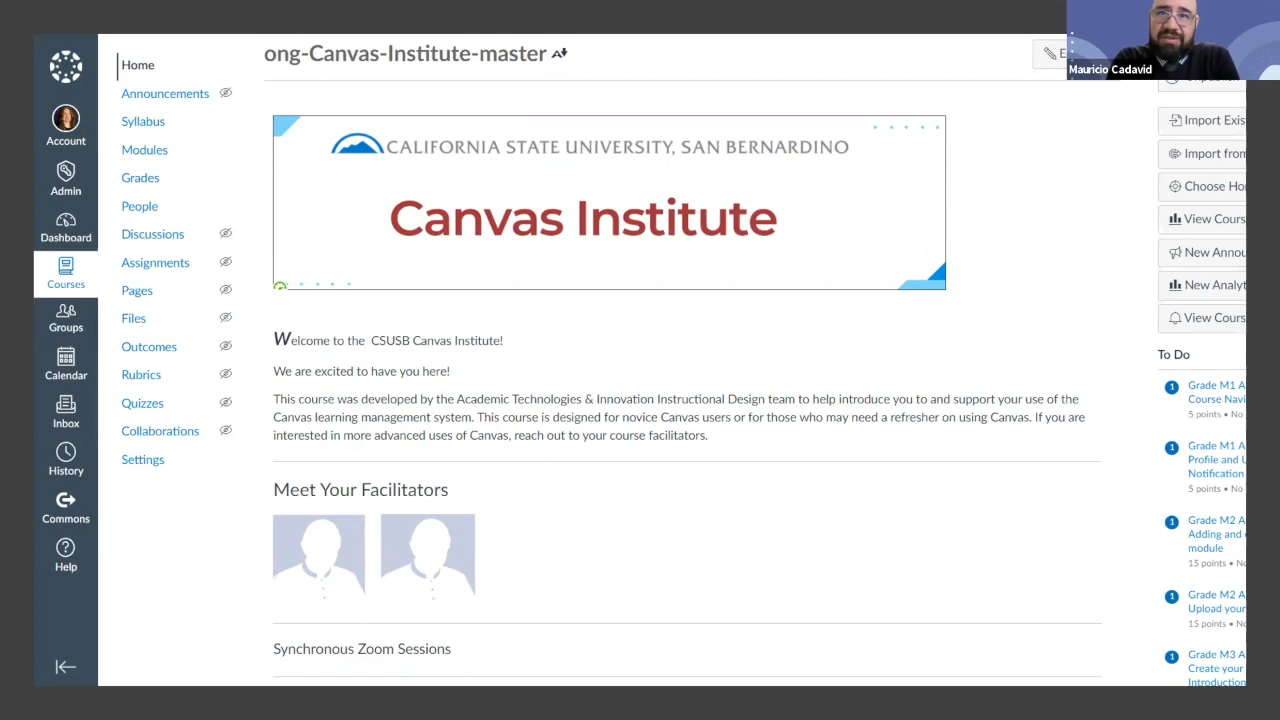 ong-Canvas-Institute-master
Mauricio Cadavid
Account
Admin
Dashboard
Courses
Groups
Calendar
Inbox
History
Commons
Help
Home
Announcements
Syllabus
Modules
Grades
People
Discussions
Assignments
Pages
Files
Outcomes
Rubrics
Quizzes
Collaborations
Settings
CALIFORNIA STATE UNIVERSITY, SAN BERNARDINO
Canvas Institute
Welcome to the CSUSB Canvas Institute!
We are excited to have you here!
This course was developed by the Academic Technologies & Innovation Instructional Design team to help introduce you to and support your use of the
Canvas learning management system. This course is designed for novice Canvas users or for those who may need a refresher on using Canvas. If you are
interested in more advanced uses of Canvas, reach out to your course facilitators.
Meet Your Facilitators
Synchronous Zoom Sessions
Import Exis
Import from
Choose Ho
View Cours
New Annou
New Analyt
View Cours
To Do
1 Grade M1 A
Course Navi
5 points • No
1 Grade M1 A
Profile and U
Notification
5 points • No
1 Grade M2 A
Adding and
module
15 points • No
1 Grade M2 A
Upload your
15 points • No
1 Grade M3 A
Create your
Introduction